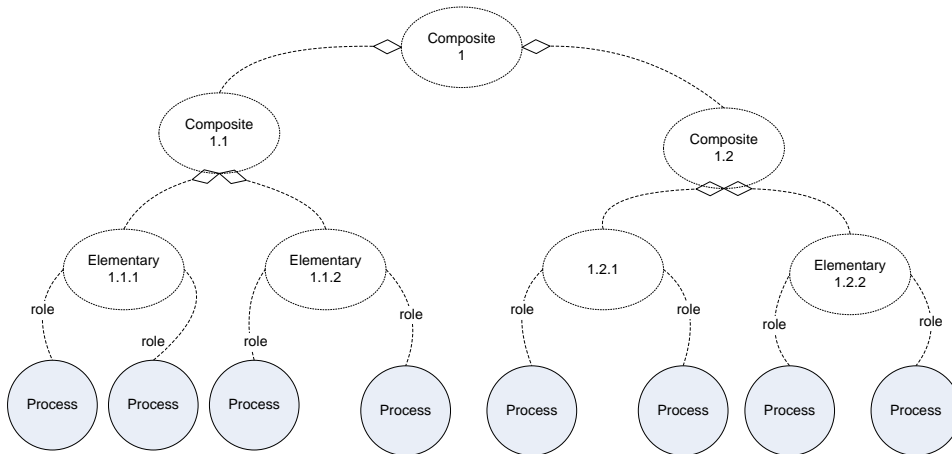 Composite
1
Composite
1.1
Composite
1.2
Elementary
1.1.1
Elementary
1.1.2
1.2.1
Elementary
1.2.2
role
role
role
role
role
role
role
role
Process
Process
Process
Process
Process
Process
Process
Process